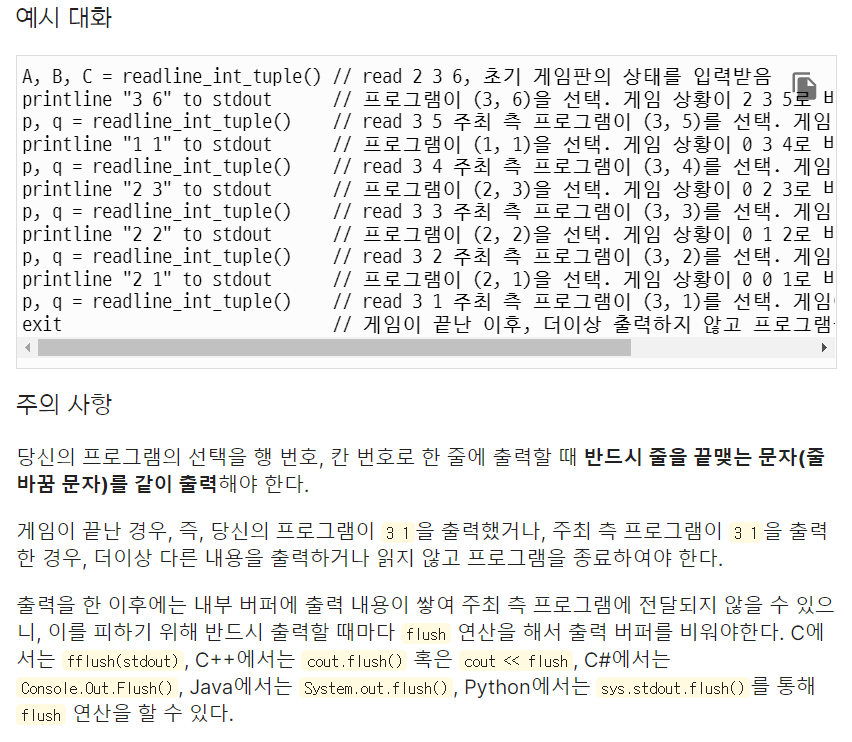 예시 대화
A, B, C = readline_int_tuple() // read 2 3 6, 초기 게임판의 상태를 입력받음
printline "3 6" to stdout // 프로그램이 (3, 6)을 선택. 게임 상황이 2 3 5로
p, q = readline_int_tuple() // read 3 5 주최 측 프로그램이 (3, 5)를 선택. 게임
printline "1 1" to stdout // 프로그램이 (1, 1)을 선택. 게임 상황이 0 3 4로
p, q = readline_int_tuple() // read 3 4 주최 측 프로그램이 (3, 4)를 선택. 게임
printline "2 3" to stdout // 프로그램이 (2, 3)을 선택. 게임 상황이 0 2 3로
p, q = readline_int_tuple() // read 3 3 주최 측 프로그램이 (3, 3)를 선택. 게임
printline "2 2" to stdout // 프로그램이 (2, 2)을 선택. 게임 상황이 0 1 2로
p, q = readline_int_tuple() // read 3 2 주최 측 프로그램이 (3, 2)를 선택. 게임
printline "2 1" to stdout // 프로그램이 (2, 1)을 선택. 게임 상황이 0 0 1로
p, q = readline_int_tuple() // read 3 1 주최 측 프로그램이 (3, 1)를 선택. 게임
exit // 게임이 끝난 이후, 더이상 출력하지 않고 프로그램
주의 사항
당신의 프로그램의 선택을 행 번호, 칸 번호로 한 줄에 출력할 때 반드시 줄을 끝맺는 문자(줄
바꿈 문자)를 같이 출력해야 한다.
게임이 끝난 경우, 즉, 당신의 프로그램이 3 1을 출력했거나, 주최 측 프로그램이 3 1을 출력
한 경우, 더이상 다른 내용을 출력하거나 읽지 않고 프로그램을 종료하여야 한다.
출력을 한 이후에는 내부 버퍼에 출력 내용이 쌓여 주최 측 프로그램에 전달되지 않을 수 있으
니, 이를 피하기 위해 반드시 출력할 때마다 flush 연산을 해서 출력 버퍼를 비워야한다. C에
서는 fflush(stdout), C++에서는 cout.flush() 혹은 cout << flush, C#에서는
Console.Out.Flush(), Java에서는 System.out.flush(), Python에서는 sys.stdout.flush()를 통해
flush 연산을 할 수 있다.